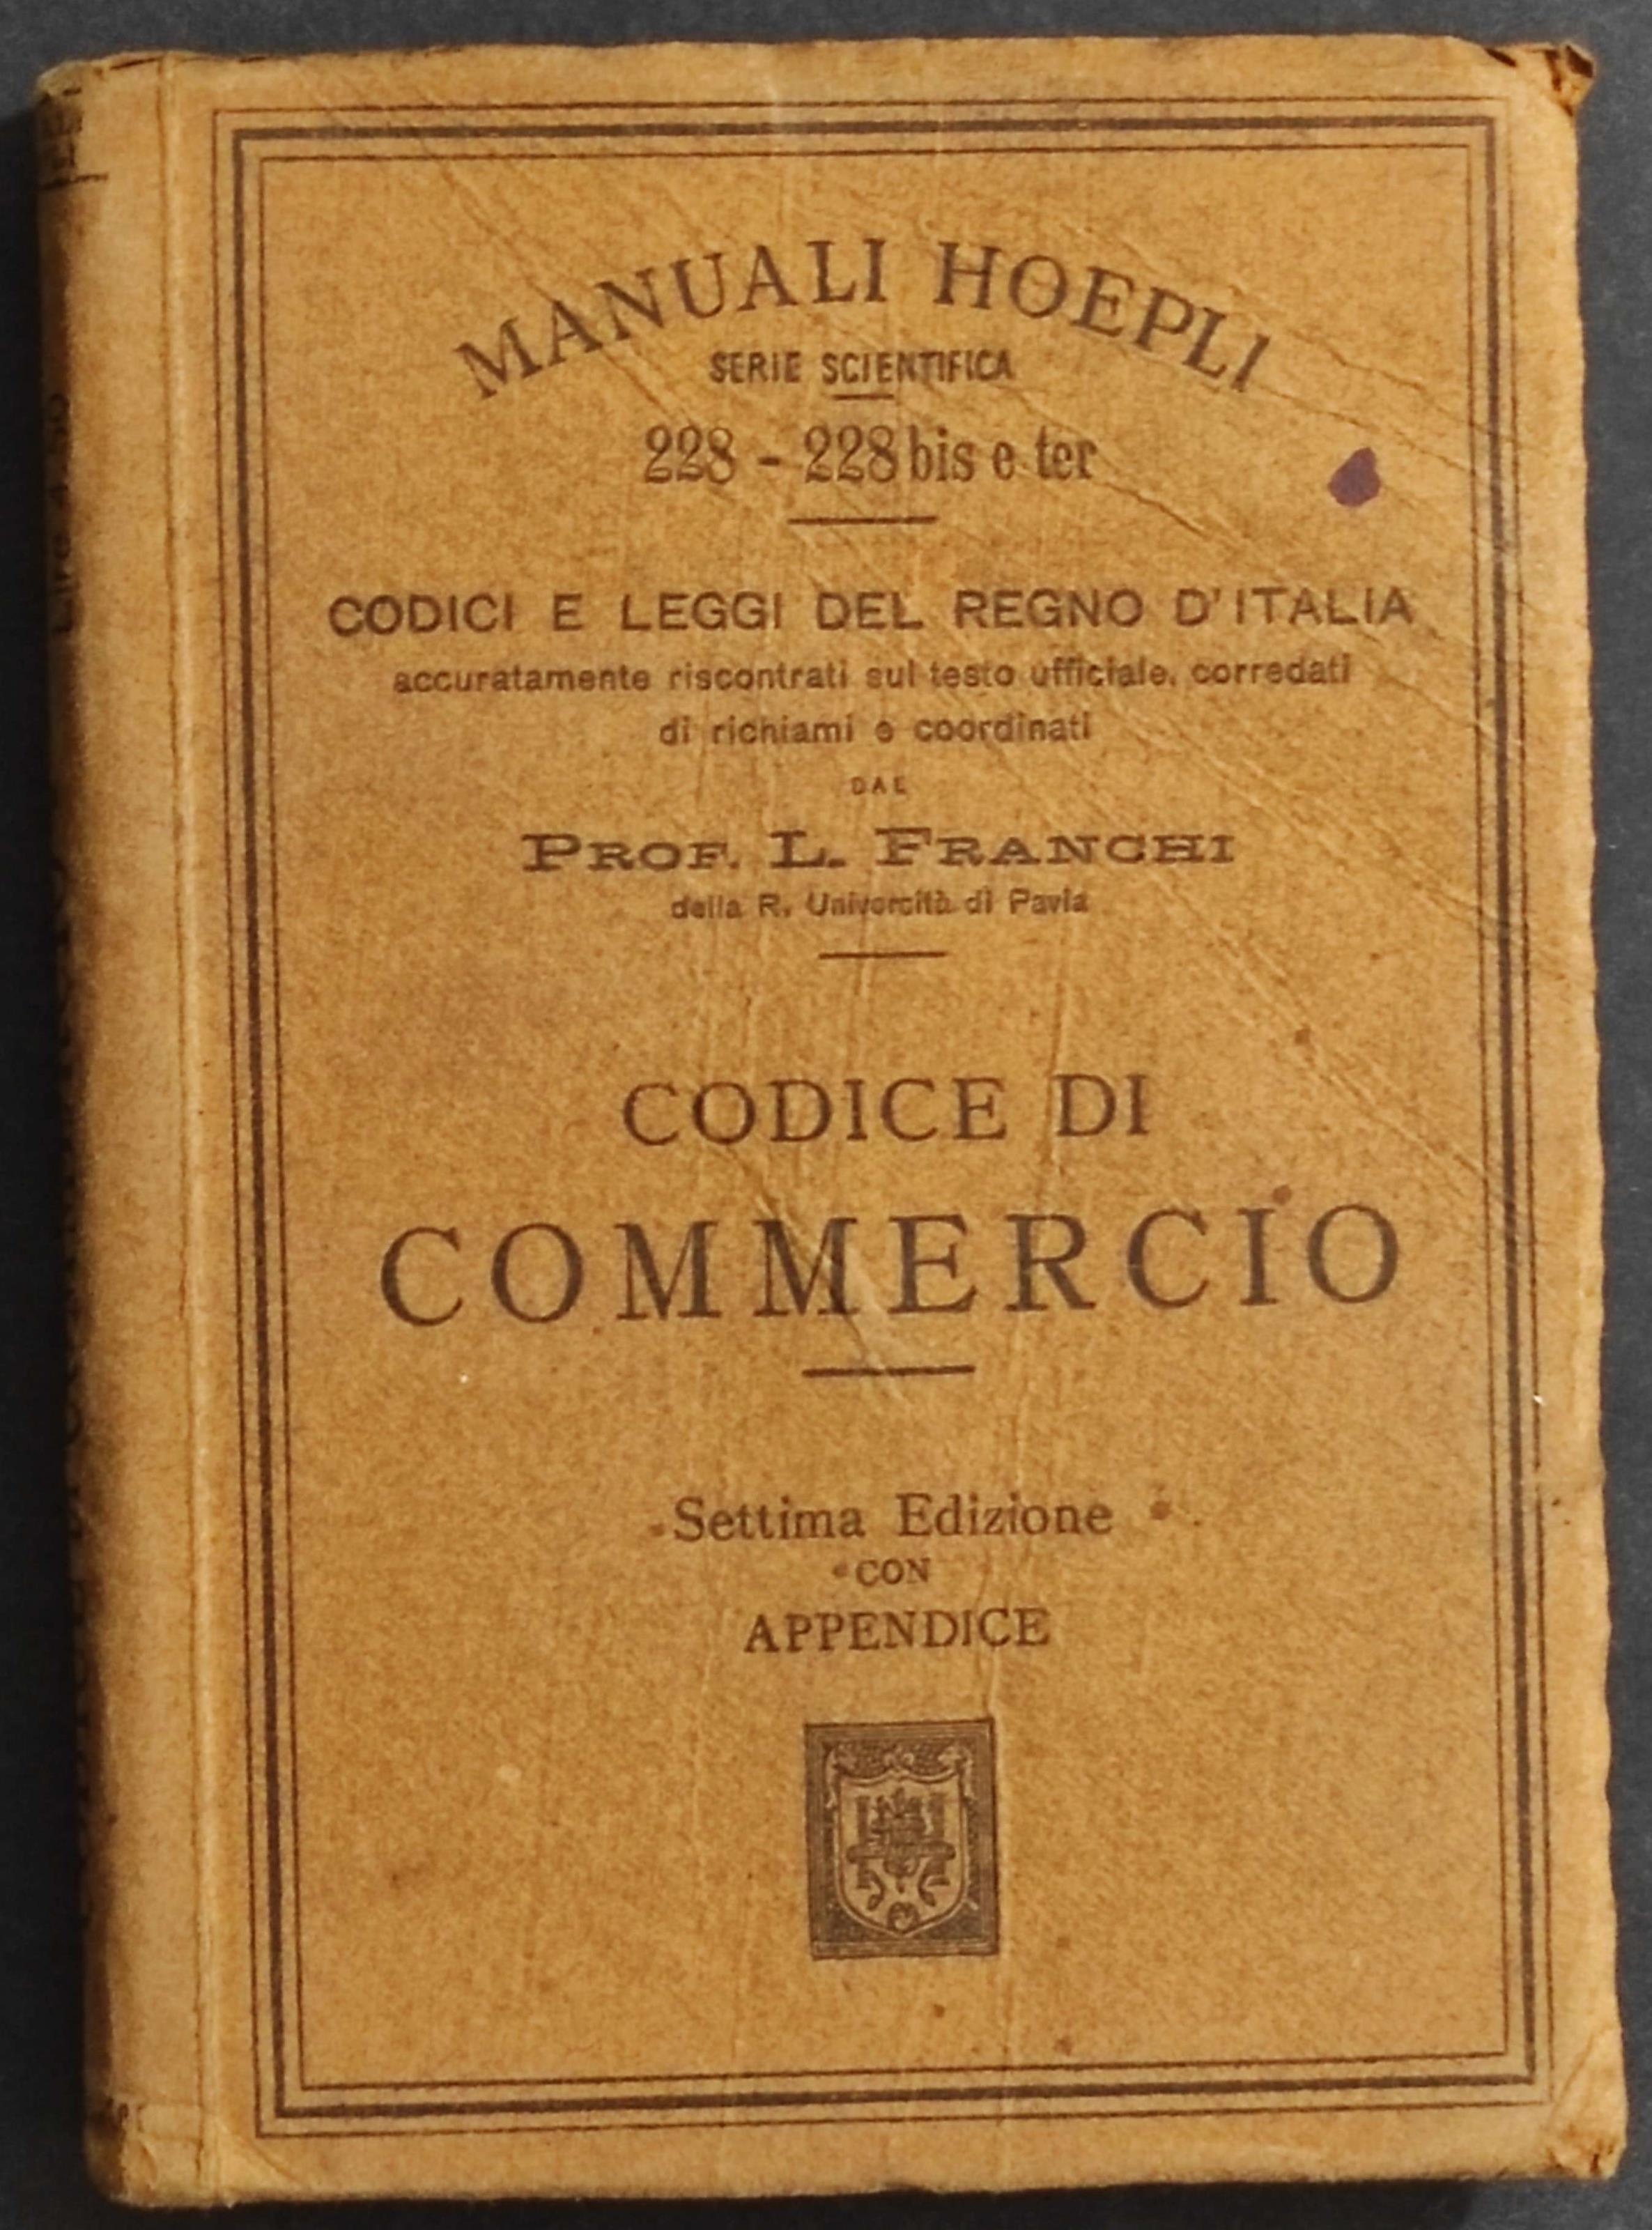 MANUALI HOEPLI
SERIE SCIENTIFICA
228 - 228 bis e ter
CODICI E LEGGI DEL REGNO D'ITALIA
accuratamente riscontrati sul testo ufficiale, corredati
di richiami e coordinati
DAL
PROF. L. FRANCHI
della R. Università di Pavia
CODICE DI
COMMERCIO
Settima Edizione
CON
APPENDICE